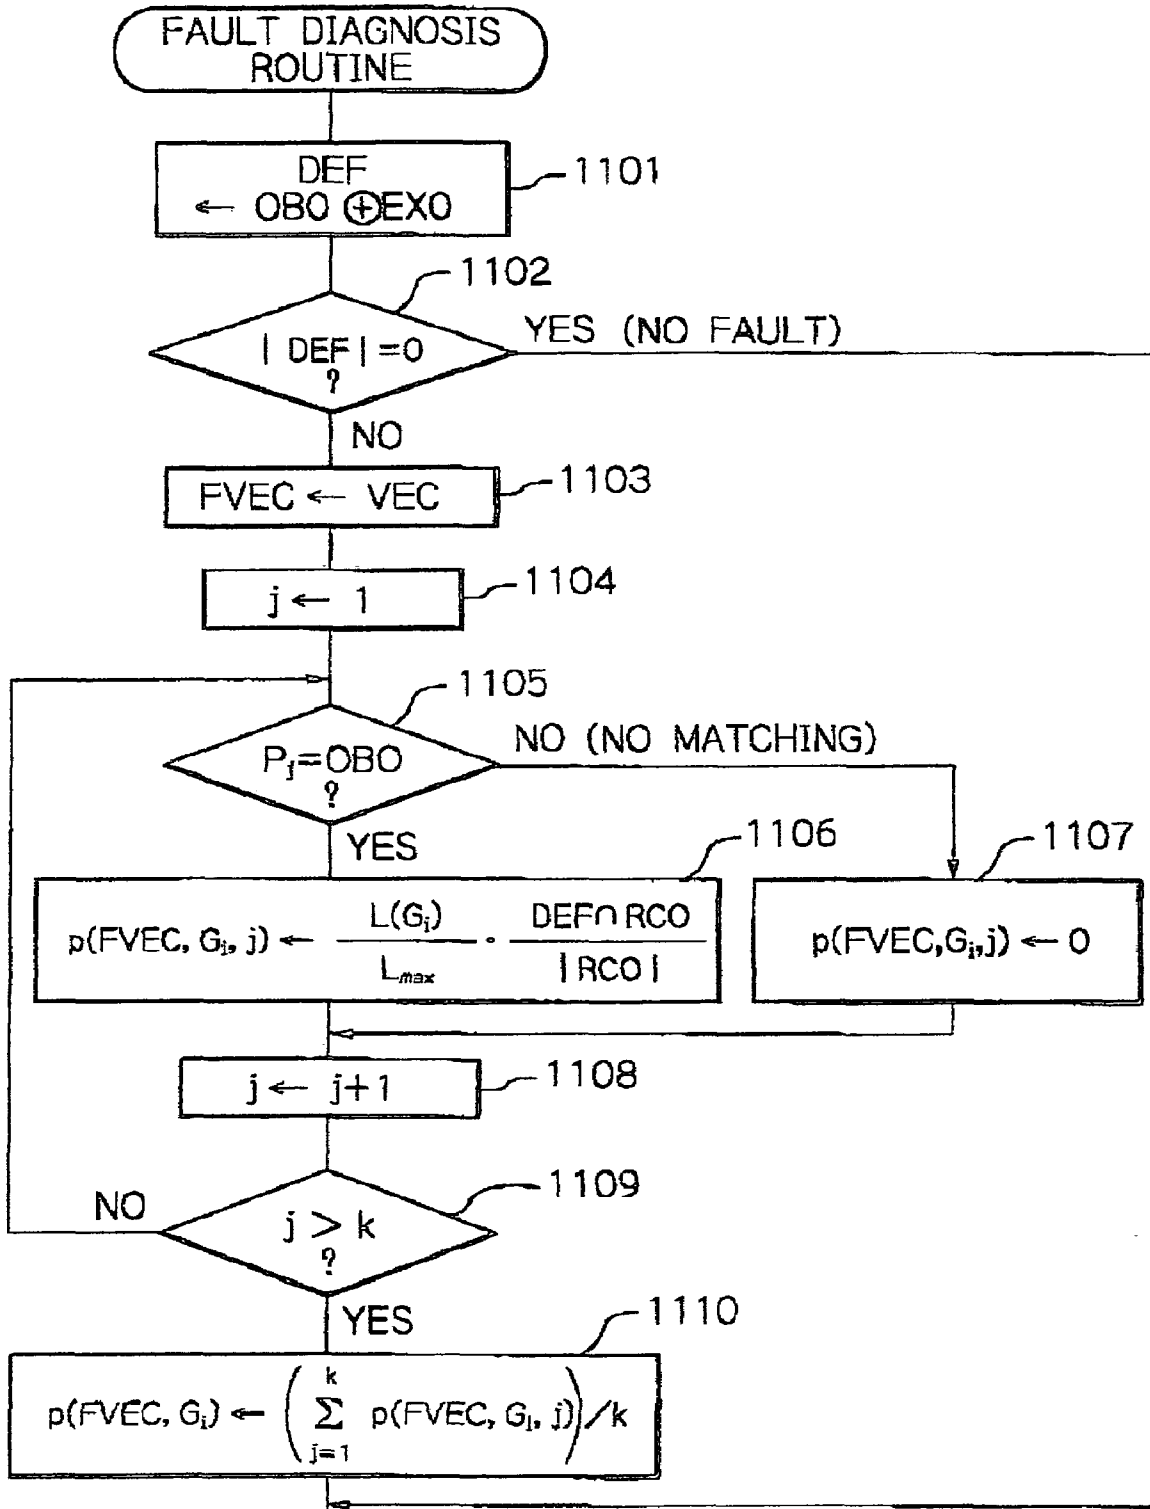 FAULT DIAGNOSIS
ROUTINE
DEF
← OBO ⊕ EXO
1101
1102
| DEF | = 0
?
YES (NO FAULT)
NO
FVEC ← VEC
1103
j ← 1
1104
1105
Pj = OBO
?
NO (NO MATCHING)
YES
1106
1107
p(FVEC, Gi, j) ← L(Gi) / Lmax · DEF∩RCO / |RCO|
p(FVEC, Gi, j) ← 0
j ← j+1
1108
1109
j > k
?
NO
YES
1110
p(FVEC, Gi) ← ( k ∑ j=1 p(FVEC, Gi, j) ) / k